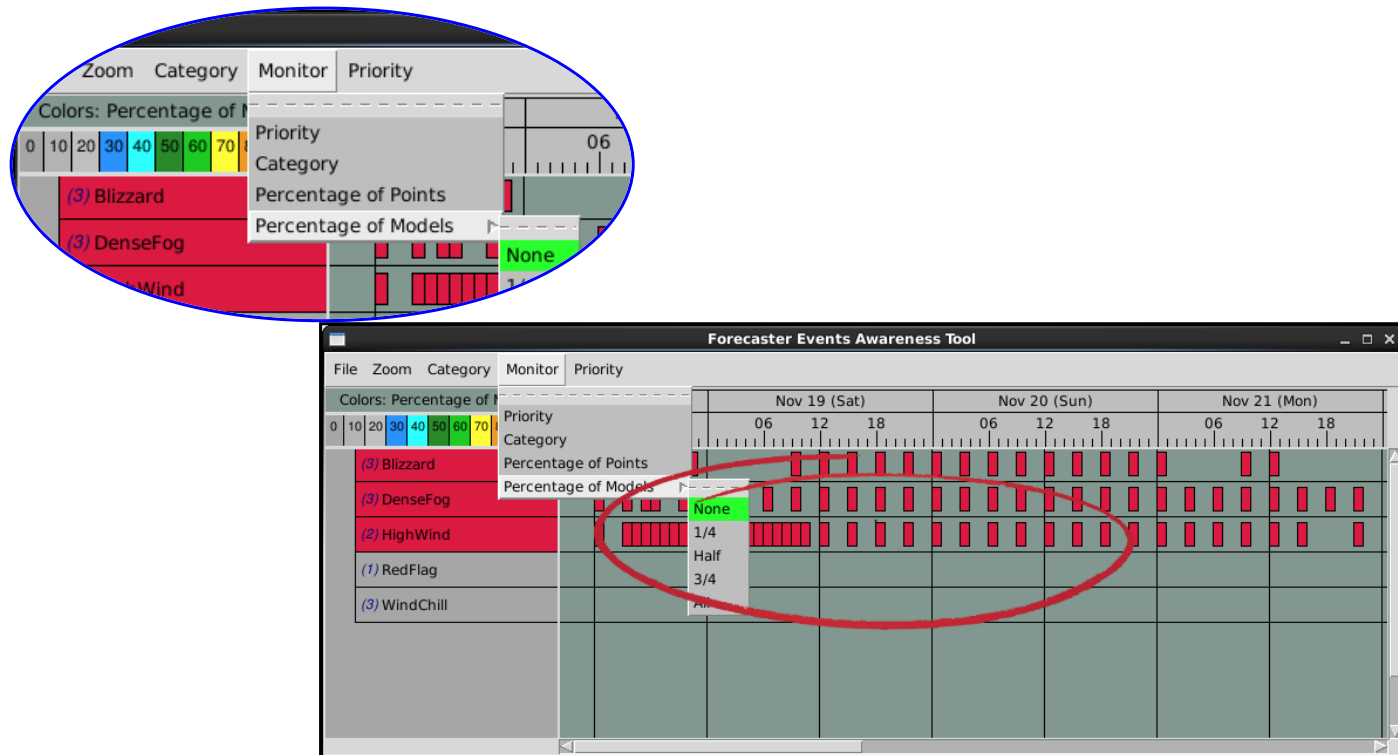 Zoom Category Monitor Priority
Colors: Percentage of
0 10 20 30 40 50 60 70
06
Priority
Category
Percentage of Points
Percentage of Models
(3) Blizzard
(3) DenseFog
None
Wind
Forecaster Events Awareness Tool
File Zoom Category Monitor Priority
Colors: Percentage of
Nov 19 (Sat) Nov 20 (Sun) Nov 21 (Mon)
0 10 20 30 40 50 60 70
06 12 18 06 12 18 06 12 18
Priority
Category
Percentage of Points
Percentage of Models
(3) Blizzard
(3) DenseFog
(2) HighWind
(1) RedFlag
(3) WindChill
None
1/4
Half
3/4
All